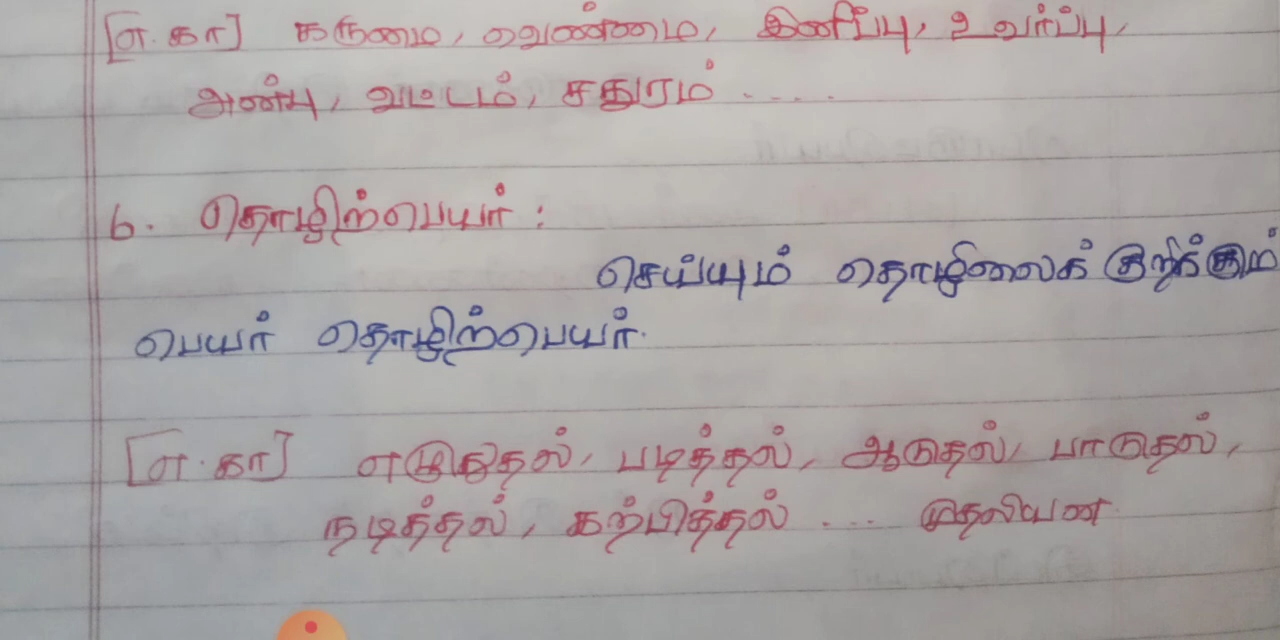 [எ.கா] கருமை, வெண்மை, இனிப்பு, உவர்ப்பு,
அன்பு, வட்டம், சதுரம் ....
6. தொழிற்பெயர் :
செய்யும் தொழிலைக் குறிக்கும்
பெயர் தொழிற்பெயர்.
[எ.கா] எழுதுதல், படித்தல், ஆடுதல், பாடுதல்,
நடித்தல், கற்பித்தல் ... முதலியன